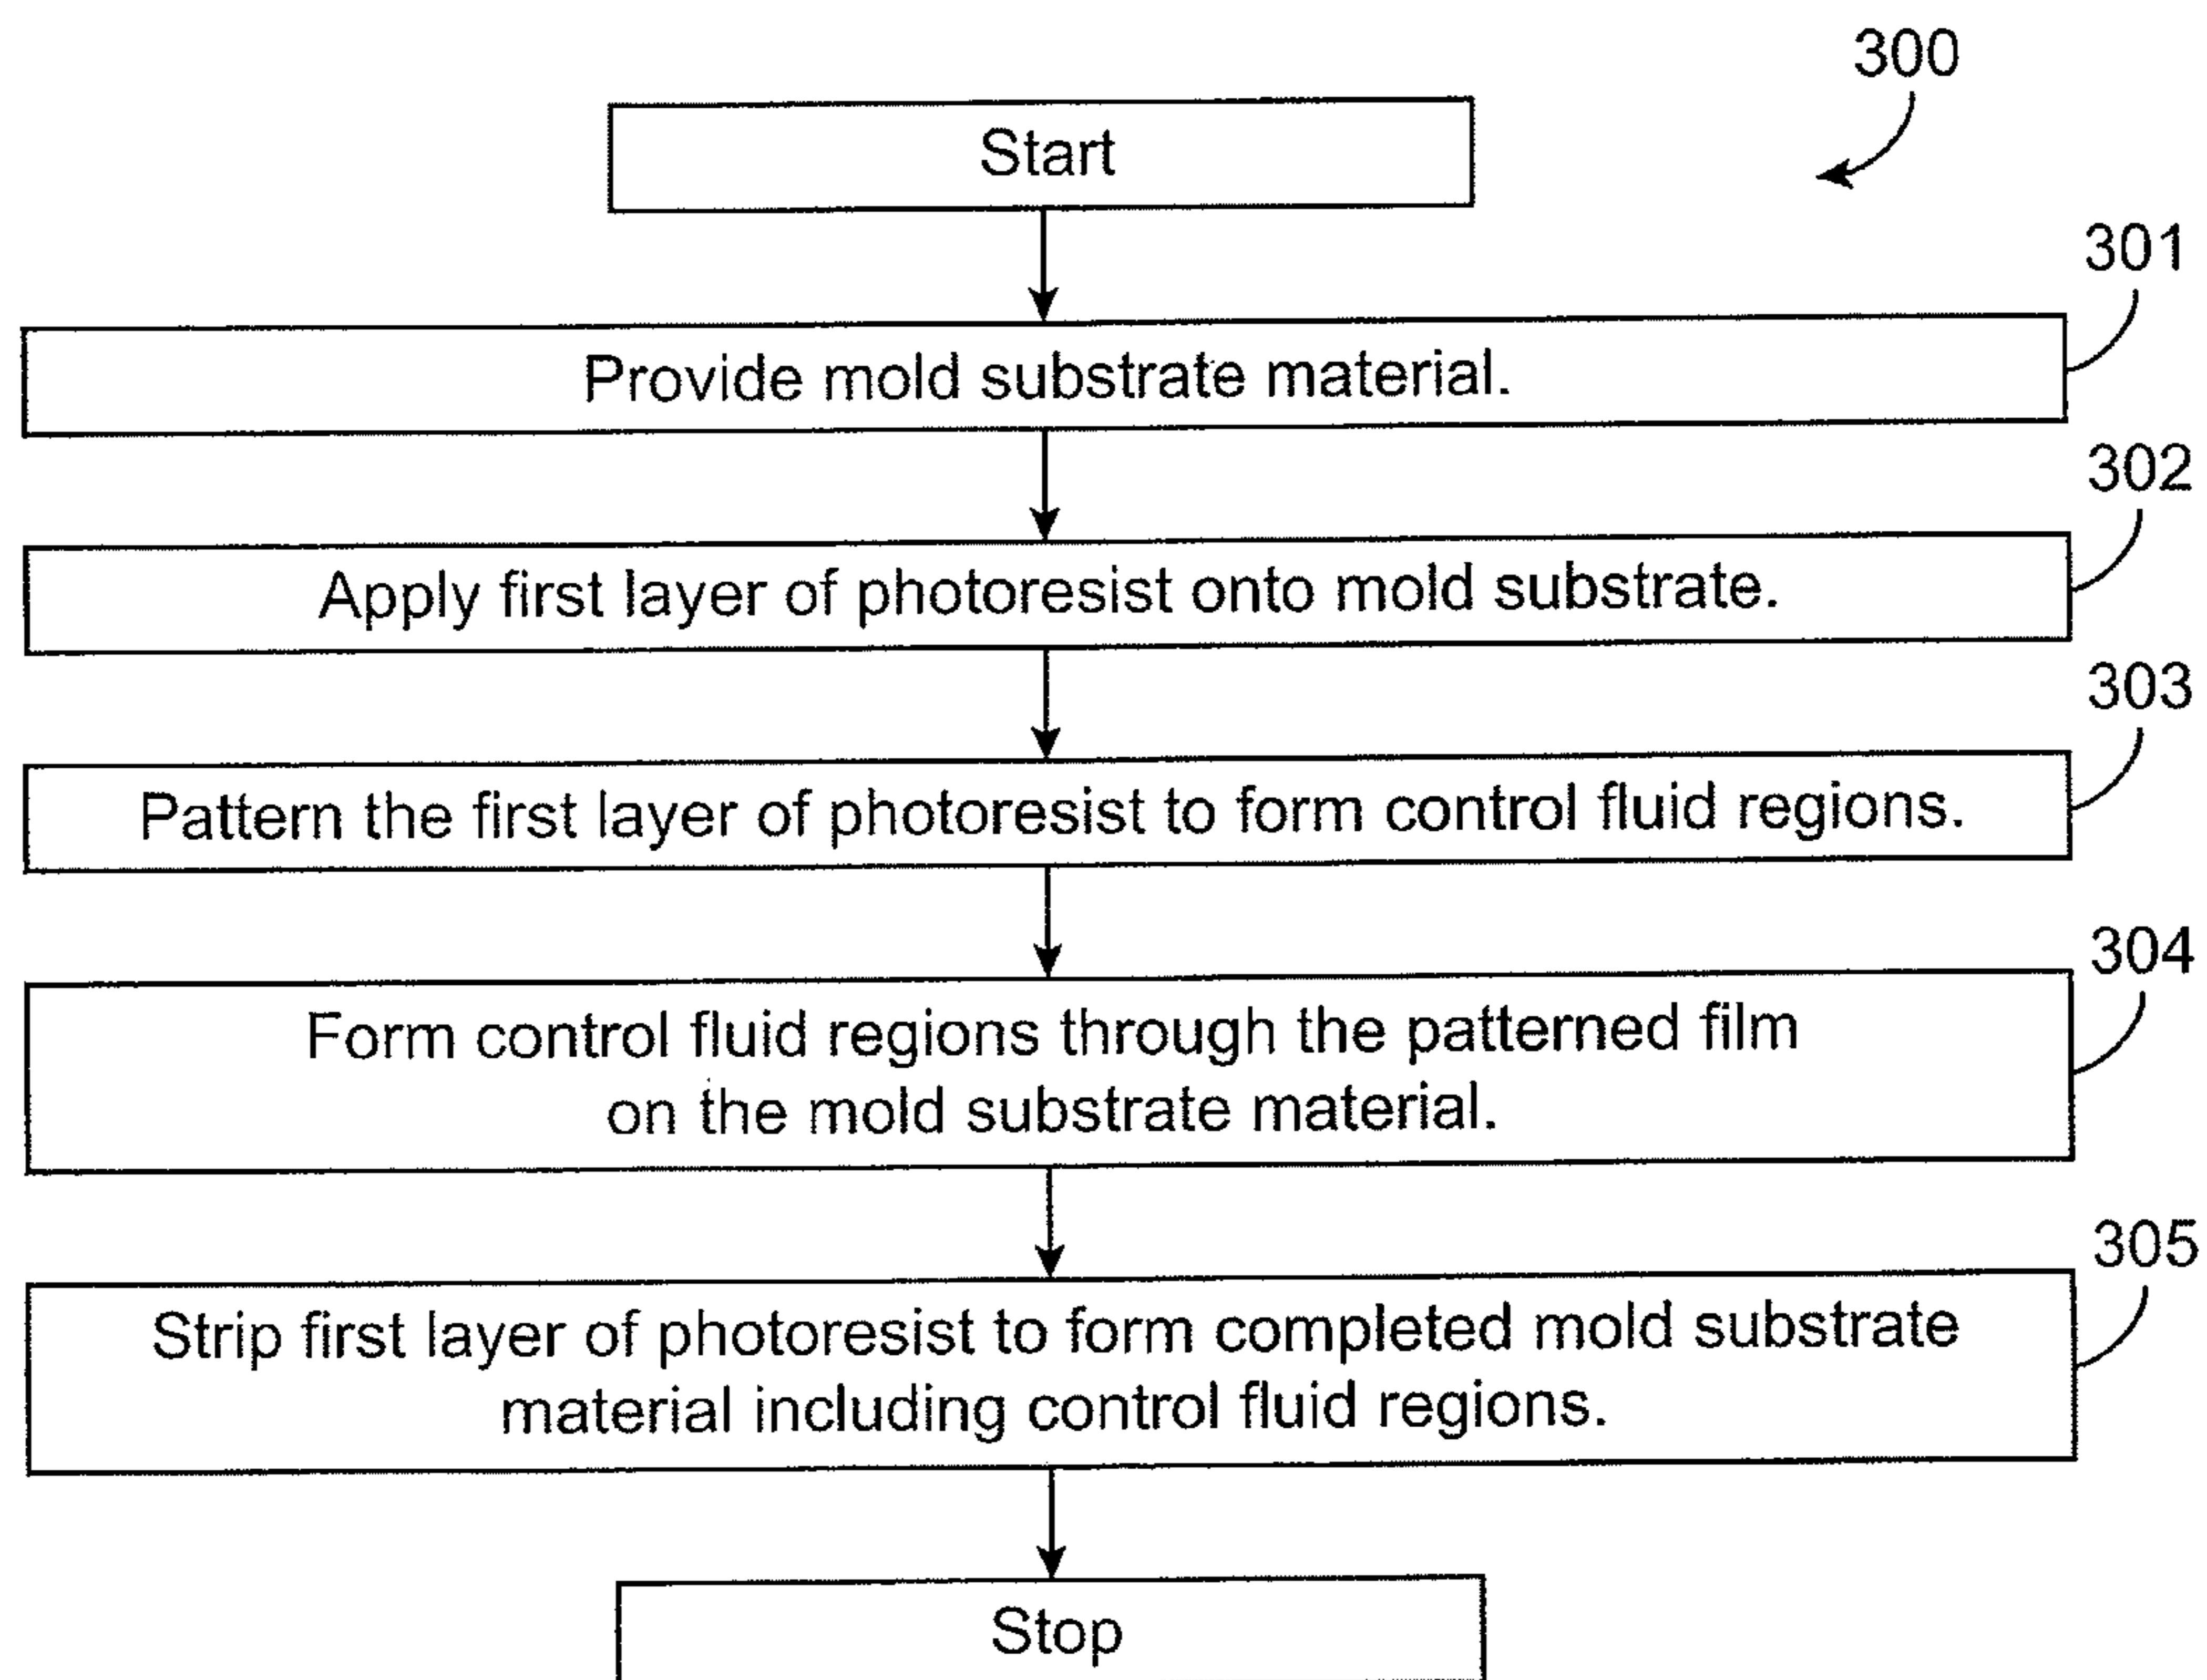 300
Start
301
Provide mold substrate material.
302
Apply first layer of photoresist onto mold substrate.
303
Pattern the first layer of photoresist to form control fluid regions.
304
Form control fluid regions through the patterned film
on the mold substrate material.
305
Strip first layer of photoresist to form completed mold substrate
material including control fluid regions.
Stop